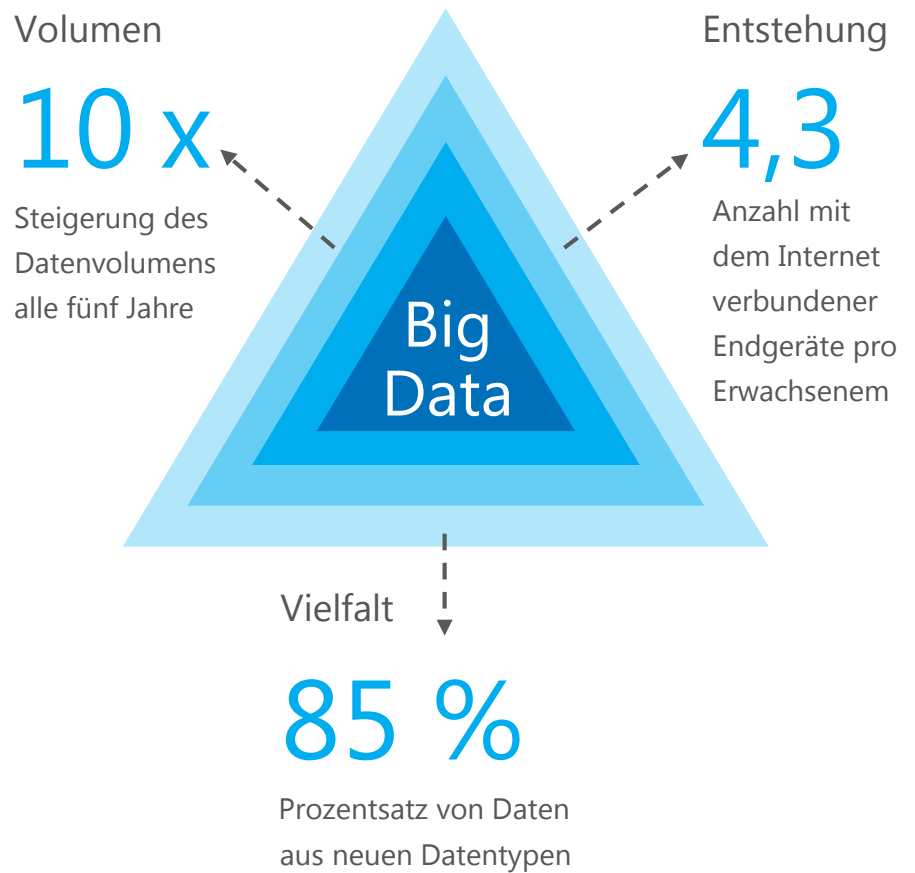 Volumen
10 x
Steigerung des
Datenvolumens
alle fünf Jahre
Entstehung
4,3
Anzahl mit
dem Internet
verbundener
Endgeräte pro
Erwachsenem
Big
Data
Vielfalt
85 %
Prozentsatz von Daten
aus neuen Datentypen